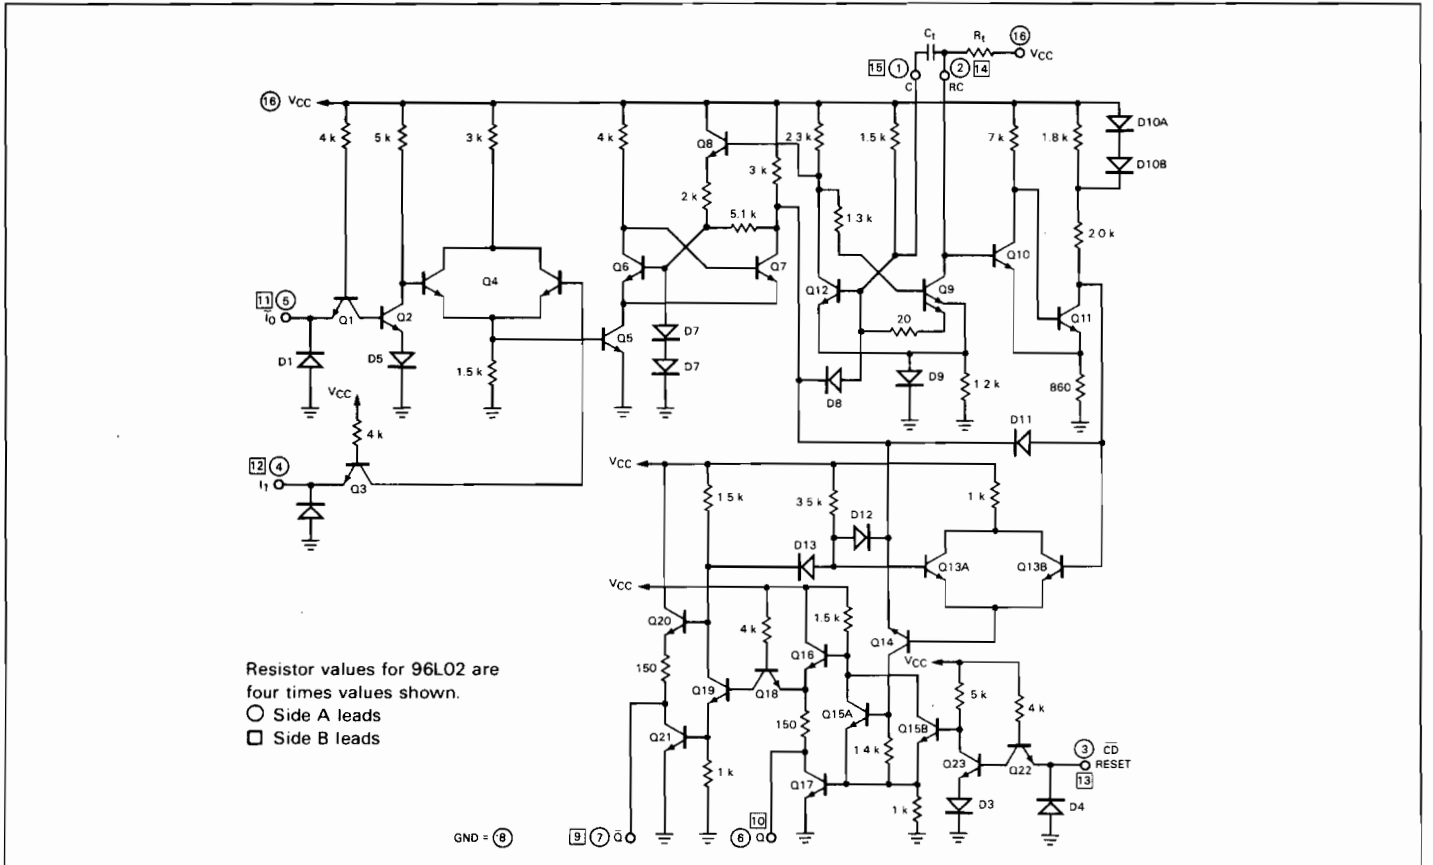 Ct
Rt
16
VCC
15
1
2
14
C
RC
16
VCC
4 k
5 k
3 k
4 k
Q8
2 3 k
1.5 k
7 k
1.8 k
D10A
D10B
3 k
2 k
5.1 k
1 3 k
2 0 k
Q4
Q6
Q7
Q12
Q9
Q10
11
5
I0
Q1
Q2
20
Q11
D1
D5
1.5 k
Q5
D7
D7
D8
D9
1 2 k
860
VCC
4 k
D11
12
4
I1
Q3
VCC
1 5 k
3 5 k
D12
1 k
D13
Q13A
Q13B
VCC
Q20
4 k
1.5 k
Q14
Q16
VCC
150
Q19
Q18
5 k
4 k
Q15A
Q15B
150
Q21
1 4 k
Q23
Q22
3
CD
RESET
13
1 k
Q17
1 k
D3
D4
Resistor values for 96L02 are
four times values shown.
Side A leads
Side B leads
GND = 8
9
7
Q̄
10
6
Q